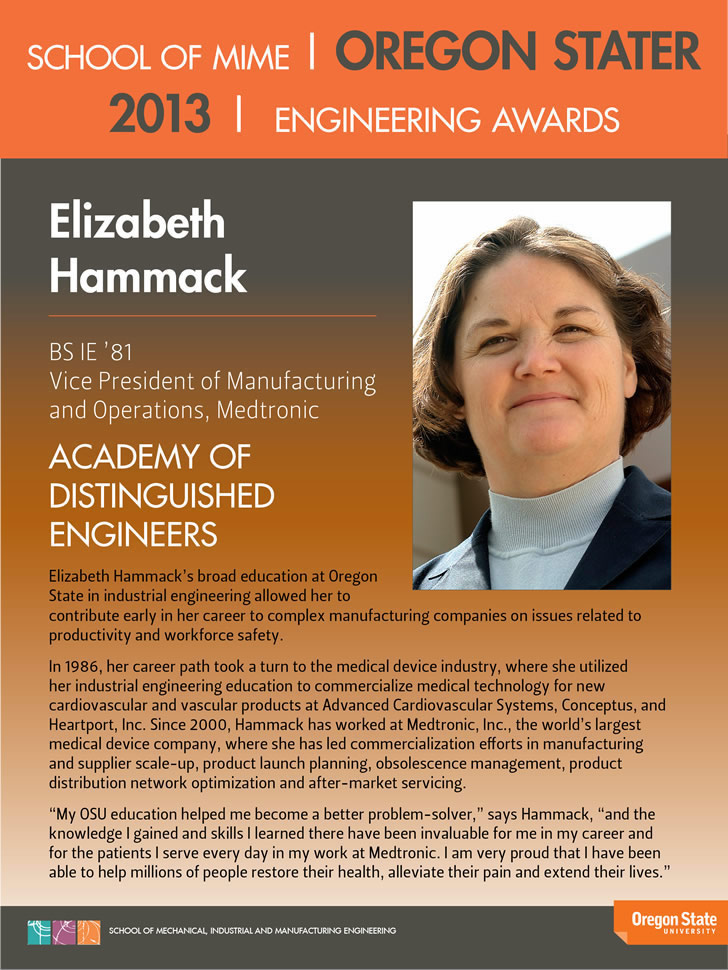 SCHOOL OF MIME | OREGON STATER
2013 | ENGINEERING AWARDS
Elizabeth
Hammack
BS IE ’81
Vice President of Manufacturing
and Operations, Medtronic
ACADEMY OF
DISTINGUISHED
ENGINEERS
Elizabeth Hammack’s broad education at Oregon
State in industrial engineering allowed her to
contribute early in her career to complex manufacturing companies on issues related to
productivity and workforce safety.
In 1986, her career path took a turn to the medical device industry, where she utilized
her industrial engineering education to commercialize medical technology for new
cardiovascular and vascular products at Advanced Cardiovascular Systems, Conceptus, and
Heartport, Inc. Since 2000, Hammack has worked at Medtronic, Inc., the world’s largest
medical device company, where she has led commercialization efforts in manufacturing
and supplier scale-up, product launch planning, obsolescence management, product
distribution network optimization and after-market servicing.
“My OSU education helped me become a better problem-solver,” says Hammack, “and the
knowledge I gained and skills I learned there have been invaluable for me in my career and
for the patients I serve every day in my work at Medtronic. I am very proud that I have been
able to help millions of people restore their health, alleviate their pain and extend their lives.”
SCHOOL OF MECHANICAL, INDUSTRIAL AND MANUFACTURING ENGINEERING
Oregon State
UNIVERSITY